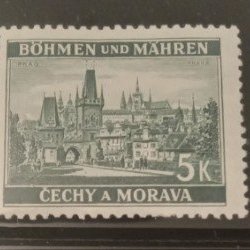 BÖHMEN UND MÄHREN
PRAG PRAHA
5K
ČECHY A MORAVA